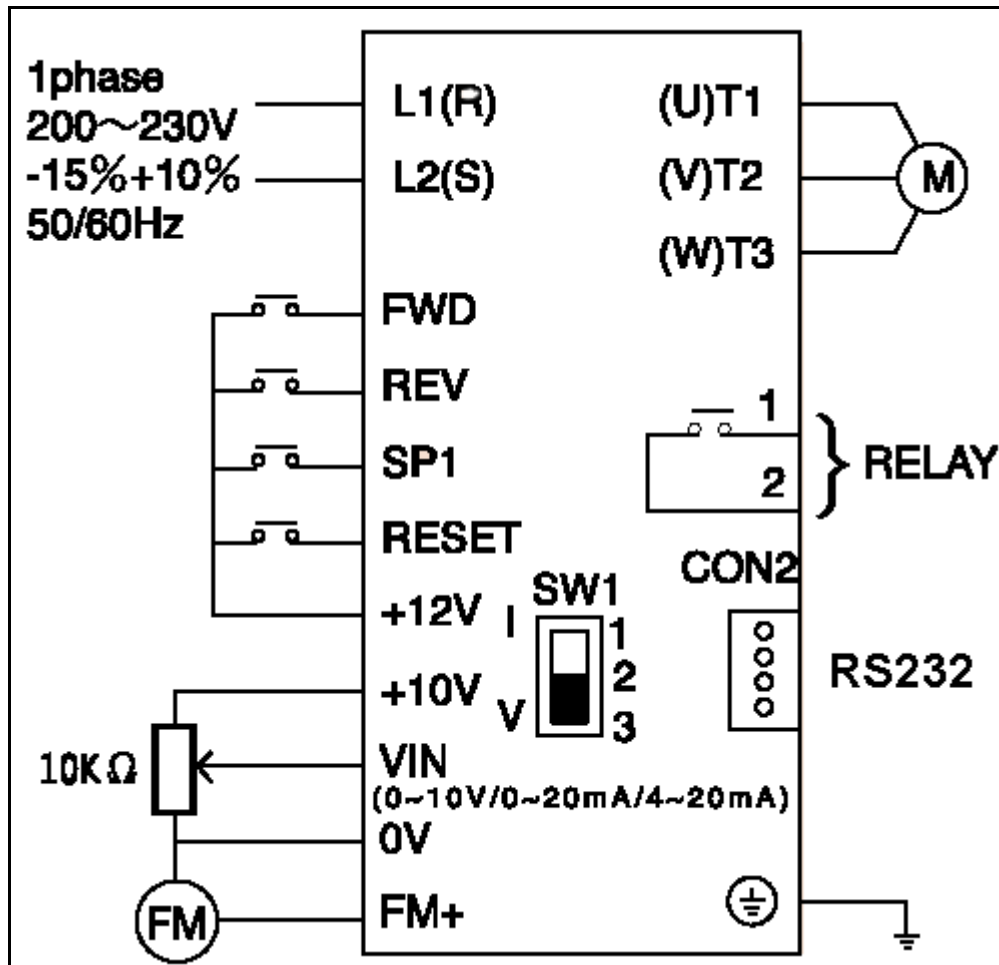 1phase
200～230V
-15%+10%
50/60Hz
L1(R)
L2(S)
(U)T1
(V)T2
(W)T3
M
FWD
REV
SP1
RESET
+12V
+10V
VIN
(0~10V/0~20mA/4~20mA)
0V
FM+
10KΩ
FM
SW1
I
V
1
2
3
1
2
RELAY
CON2
RS232